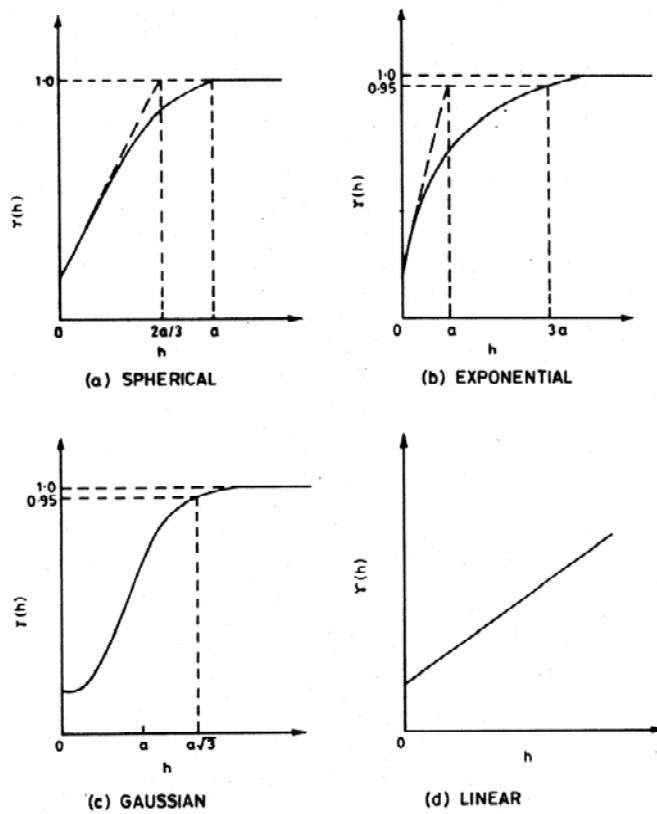 1·0
γ(h)
0
2a/3
a
h
(a) SPHERICAL
1·0
0·95
γ(h)
0
a
3a
h
(b) EXPONENTIAL
1·0
0·95
γ(h)
0
a
a√3
h
(c) GAUSSIAN
γ(h)
0
h
(d) LINEAR